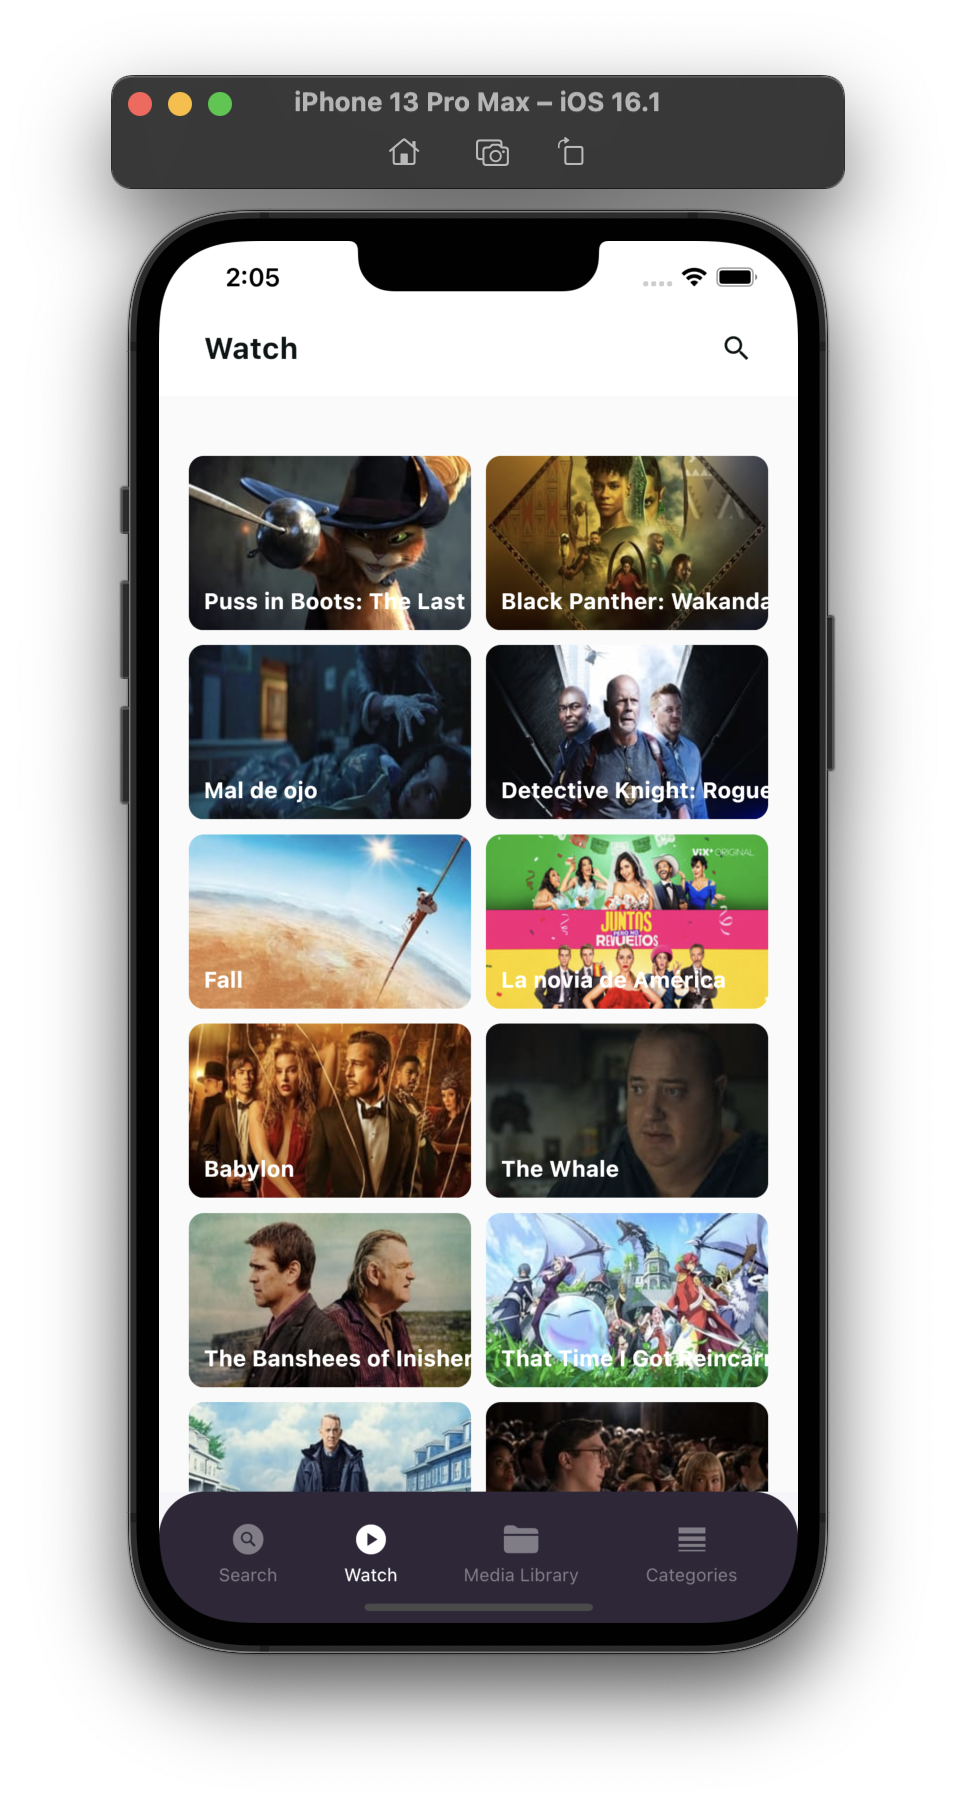 iPhone 13 Pro Max – iOS 16.1
2:05
Watch
Puss in Boots: The Last
Black Panther: Wakanda
Mal de ojo
Detective Knight: Rogue
Fall
ViX+ ORIGINAL
JUNTOS
PERO NO
REVUELTOS
La novia de América
Babylon
The Whale
The Banshees of Inisher
That Time I Got Reincarn
Search
Watch
Media Library
Categories